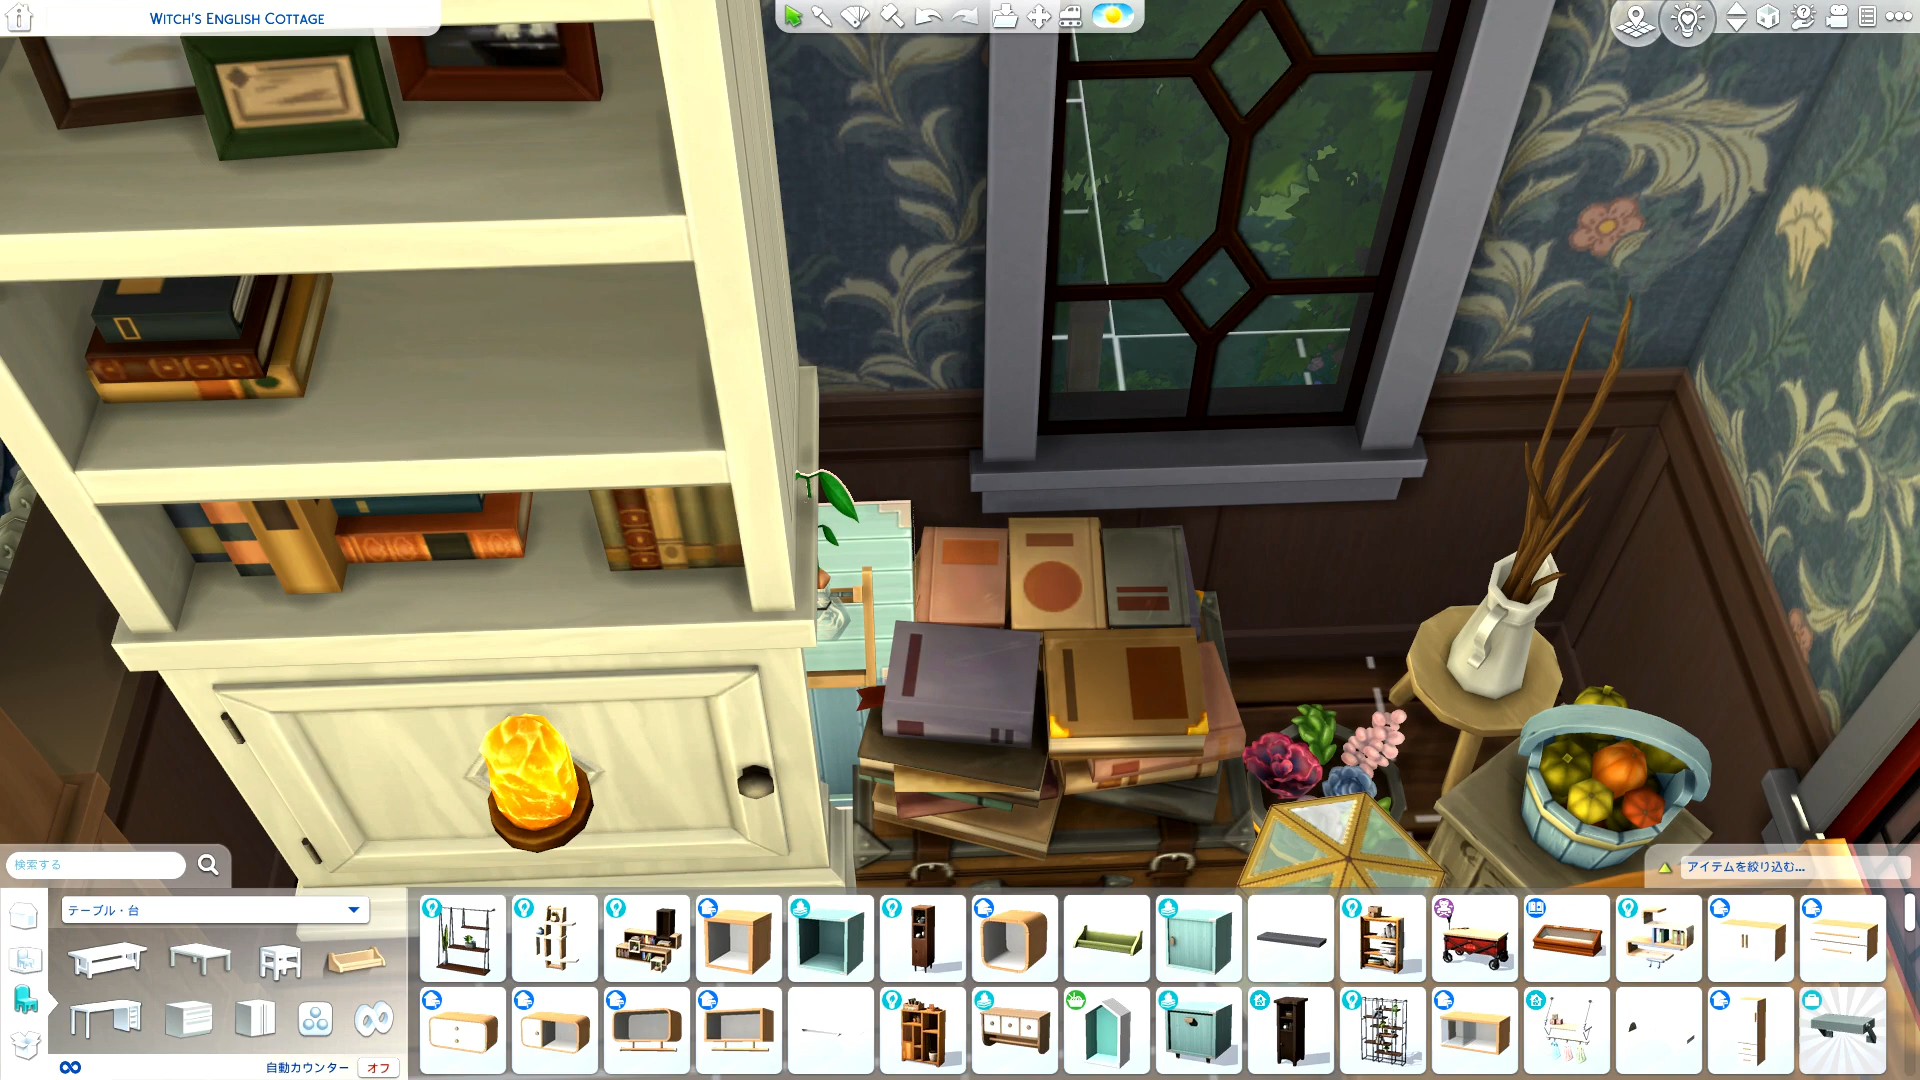 Witch's English Cottage
検索する
アイテムを絞り込む...
テーブル・台
自動カウンター
オフ